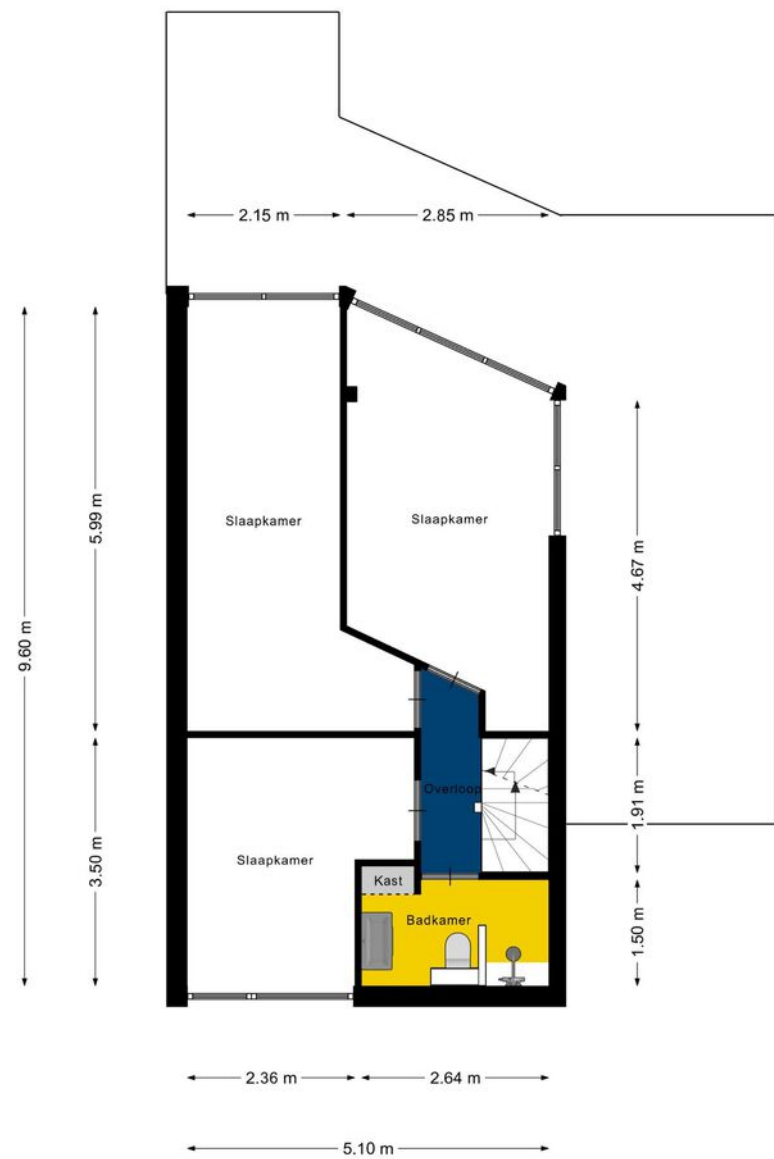 2.15 m
2.85 m
5.99 m
9.60 m
Slaapkamer
Slaapkamer
4.67 m
Overloop
1.91 m
3.50 m
Slaapkamer
Kast
Badkamer
1.50 m
2.36 m
2.64 m
5.10 m